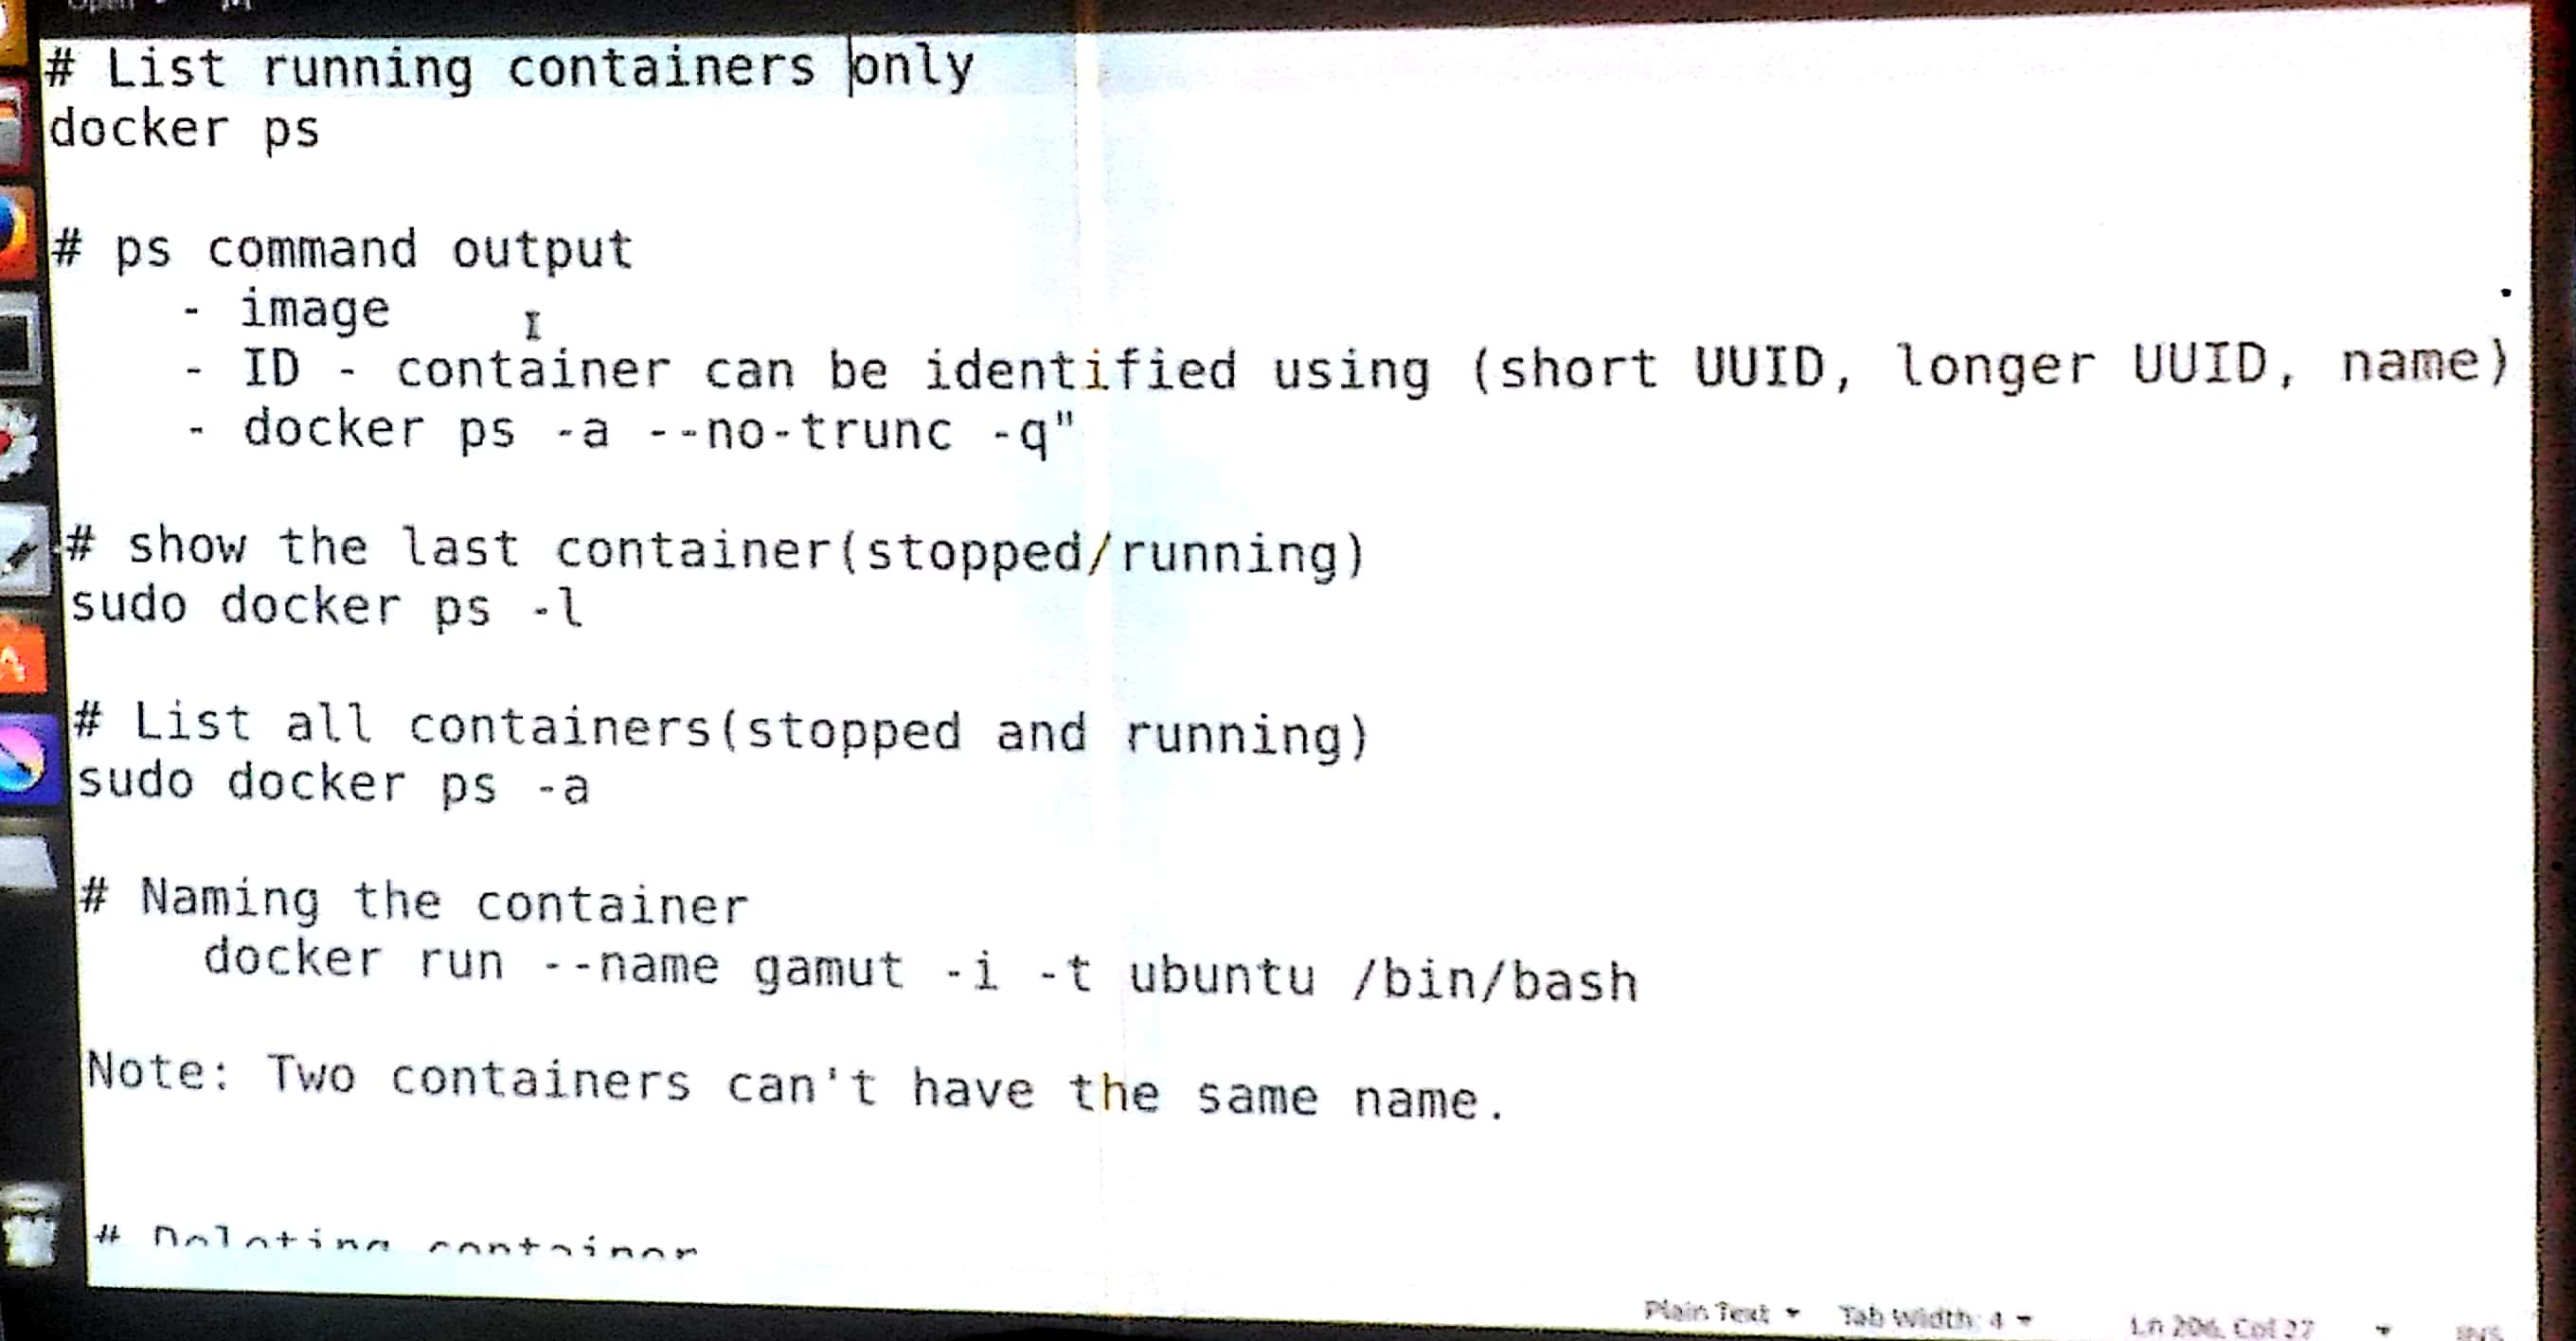 Open
# List running containers only
docker ps
# ps command output
- image
- ID - container can be identified using (short UUID, longer UUID, name)
- docker ps -a --no-trunc -q"
# show the last container(stopped/running)
sudo docker ps -l
# List all containers(stopped and running)
sudo docker ps -a
# Naming the container
docker run --name gamut -i -t ubuntu /bin/bash
Note: Two containers can't have the same name.
# Deleting container
Plain Text Tab Width: 4 Ln 206, Col 27